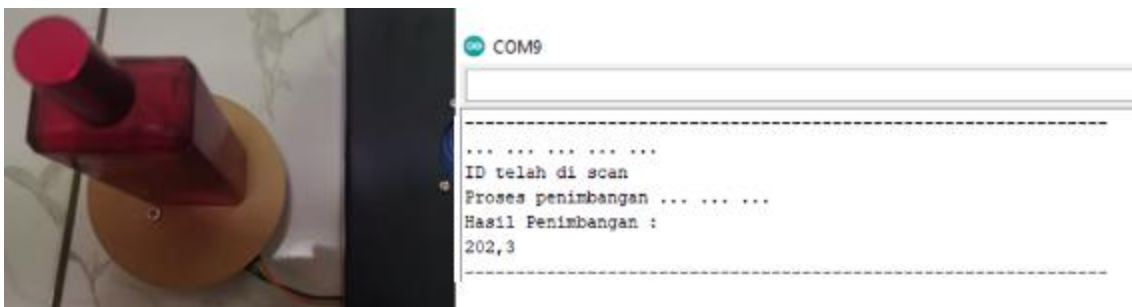 COM9
------------------------------------------------------------------
... ... ... ... ...
ID telah di scan
Proses penimbangan ... ... ...
Hasil Penimbangan :
202,3
------------------------------------------------------------------